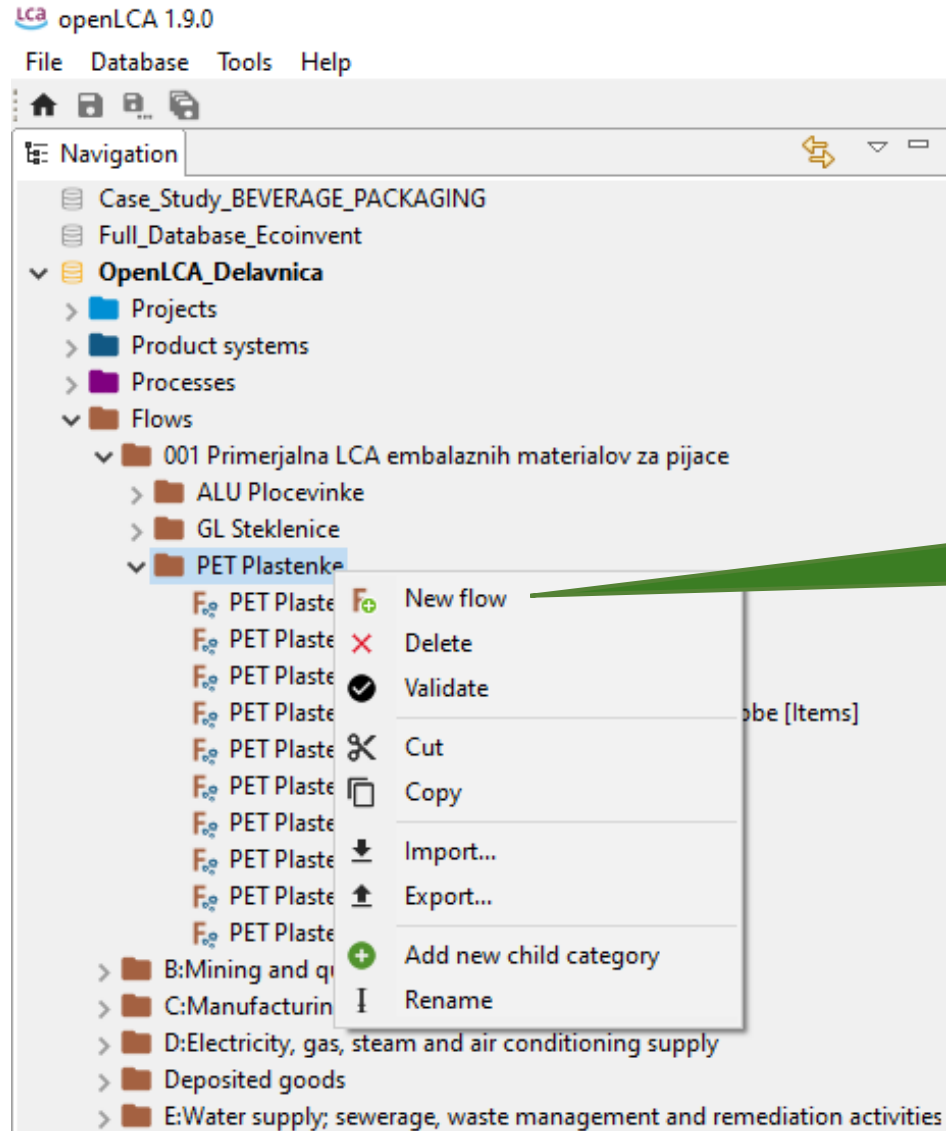 LCa openLCA 1.9.0
File Database Tools Help
Navigation
Case_Study_BEVERAGE_PACKAGING
Full_Database_Ecoinvent
OpenLCA_Delavnica
Projects
Product systems
Processes
Flows
001 Primerjalna LCA embalaznih materialov za pijace
ALU Plocevinke
GL Steklenice
PET Plastenke
PET Plaste
PET Plaste
PET Plaste
PET Plaste obe [Items]
PET Plaste
PET Plaste
PET Plaste
PET Plaste
PET Plaste
PET Plaste
New flow
Delete
Validate
Cut
Copy
Import...
Export...
Add new child category
Rename
B:Mining and qu
C:Manufacturin
D:Electricity, gas, steam and air conditioning supply
Deposited goods
E:Water supply; sewerage, waste management and remediation activities